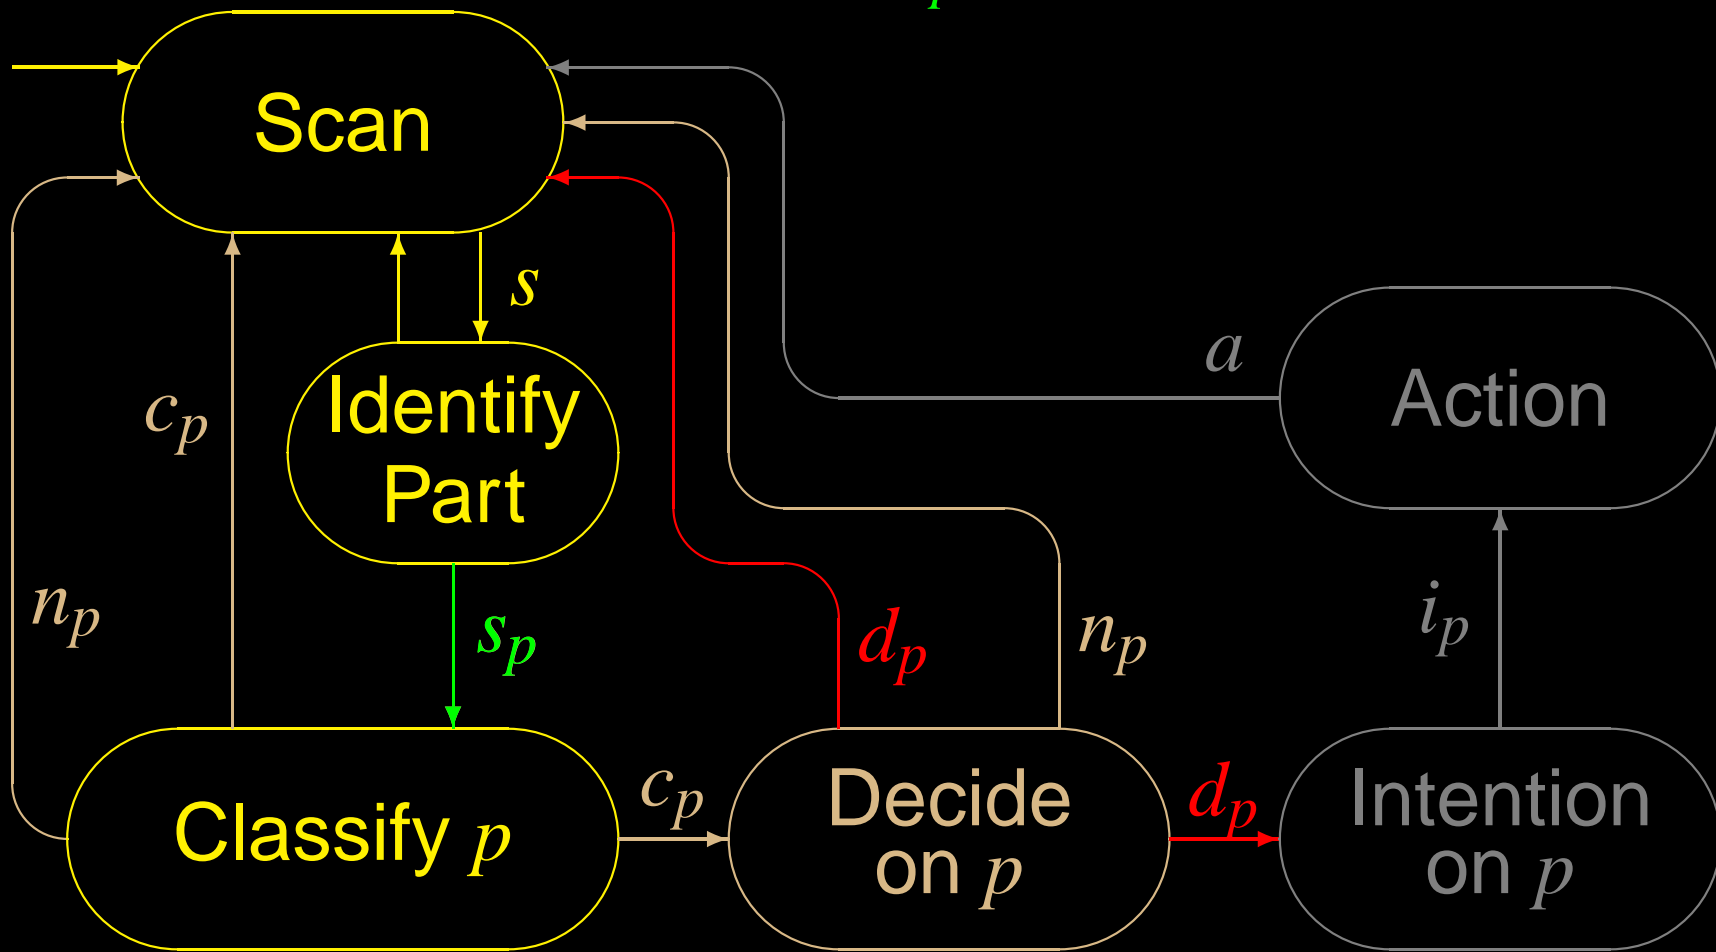 p
Scan
s
Identify
Part
a
Action
c_p
n_p
s_p
d_p
n_p
i_p
Classify p
c_p
Decide
on p
d_p
Intention
on p